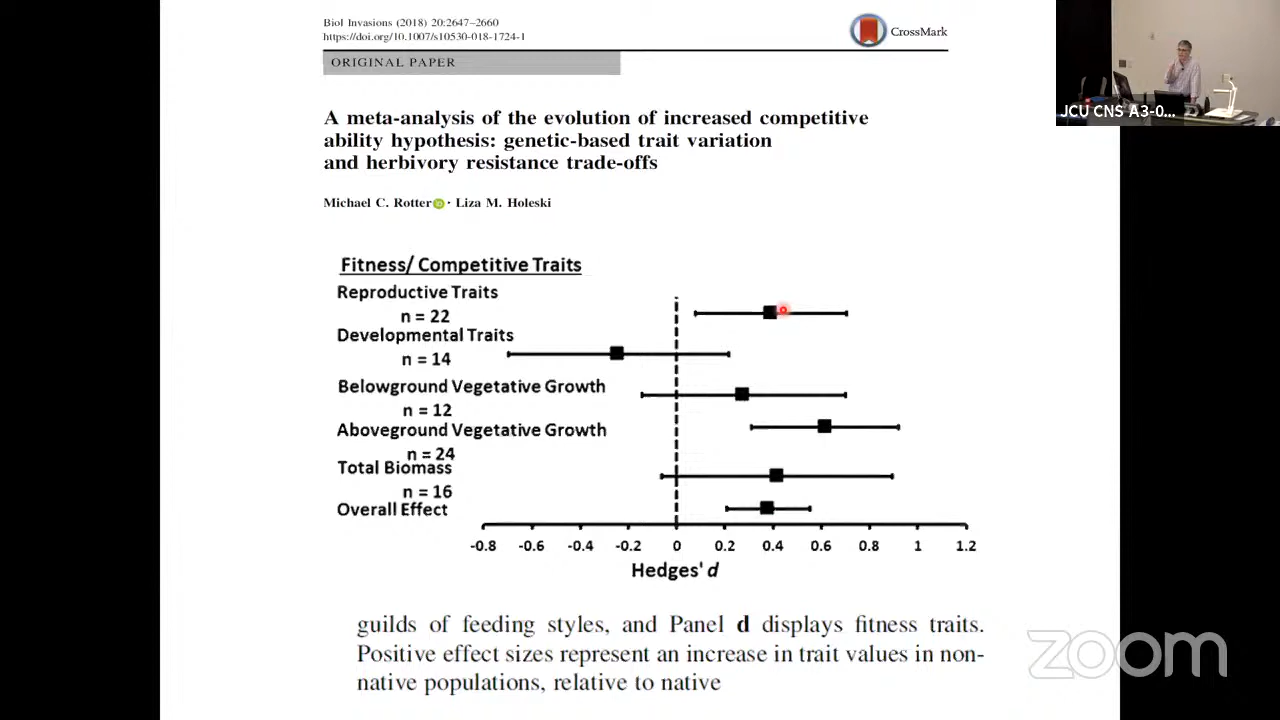 Biol Invasions (2018) 20:2647–2660
https://doi.org/10.1007/s10530-018-1724-1
CrossMark
ORIGINAL PAPER
JCU CNS A3-0...
A meta-analysis of the evolution of increased competitive
ability hypothesis: genetic-based trait variation
and herbivory resistance trade-offs
Michael C. Rotter iD · Liza M. Holeski
Fitness/ Competitive Traits
Reproductive Traits
n = 22
Developmental Traits
n = 14
Belowground Vegetative Growth
n = 12
Aboveground Vegetative Growth
n = 24
Total Biomass
n = 16
Overall Effect
-0.8 -0.6 -0.4 -0.2 0 0.2 0.4 0.6 0.8 1 1.2
Hedges' d
guilds of feeding styles, and Panel d displays fitness traits.
Positive effect sizes represent an increase in trait values in non-
native populations, relative to native
zoom